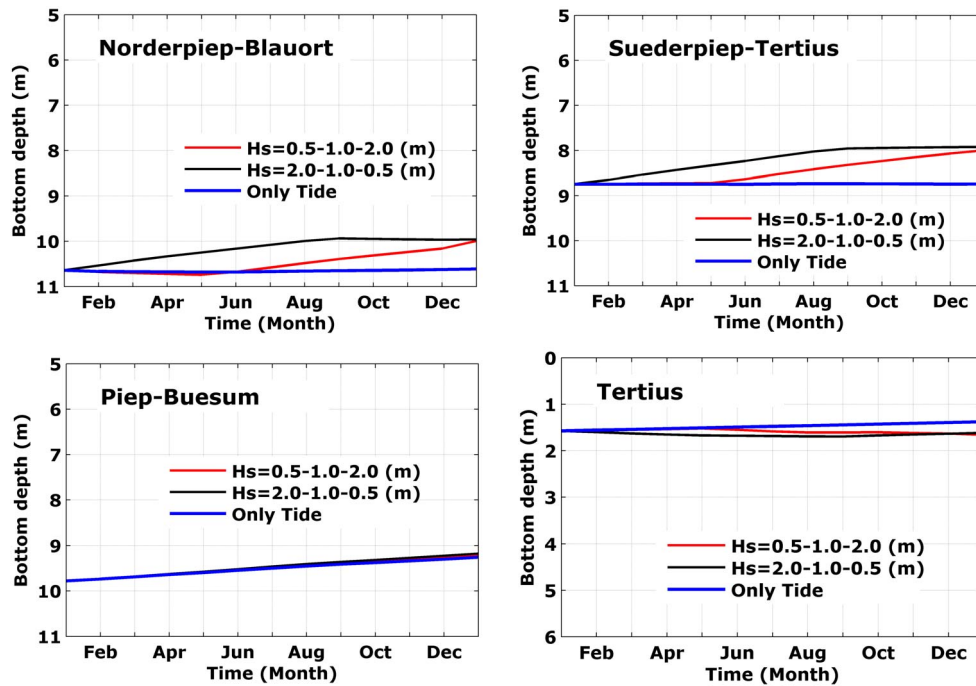 Norderpiep-Blauort
Bottom depth (m)
5
6
7
8
9
10
11
Hs=0.5-1.0-2.0 (m)
Hs=2.0-1.0-0.5 (m)
Only Tide
Feb Apr Jun Aug Oct Dec
Time (Month)
Suederpiep-Tertius
Bottom depth (m)
5
6
7
8
9
10
11
Hs=0.5-1.0-2.0 (m)
Hs=2.0-1.0-0.5 (m)
Only Tide
Feb Apr Jun Aug Oct Dec
Time (Month)
Piep-Buesum
Bottom depth (m)
5
6
7
8
9
10
11
Hs=0.5-1.0-2.0 (m)
Hs=2.0-1.0-0.5 (m)
Only Tide
Feb Apr Jun Aug Oct Dec
Time (Month)
Tertius
Bottom depth (m)
0
1
2
3
4
5
6
Hs=0.5-1.0-2.0 (m)
Hs=2.0-1.0-0.5 (m)
Only Tide
Feb Apr Jun Aug Oct Dec
Time (Month)